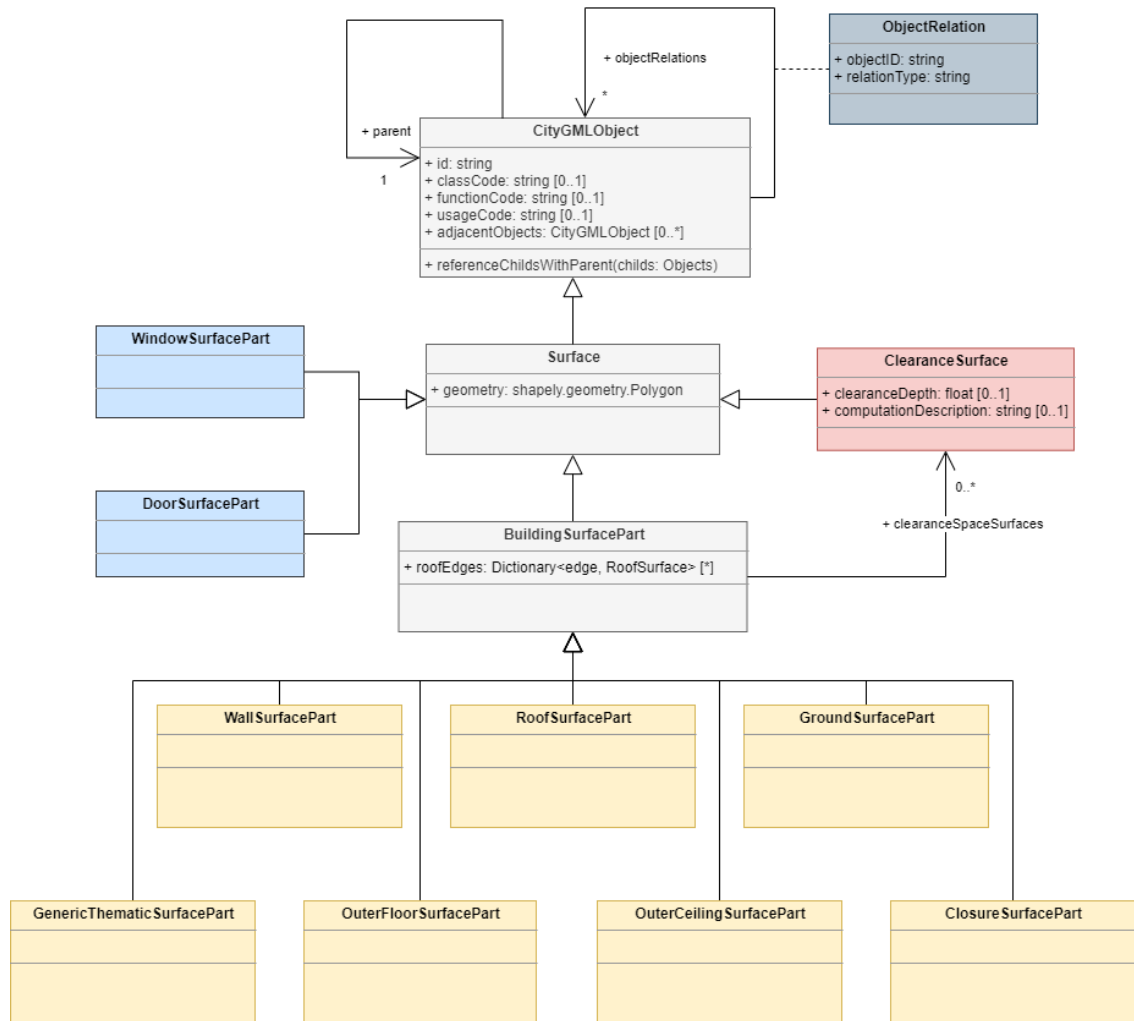 ObjectRelation
+ objectID: string
+ relationType: string
+ objectRelations
*
+ parent
1
CityGMLObject
+ id: string
+ classCode: string [0..1]
+ functionCode: string [0..1]
+ usageCode: string [0..1]
+ adjacentObjects: CityGMLObject [0..*]
+ referenceChildsWithParent(childs: Objects)
WindowSurfacePart
Surface
+ geometry: shapely.geometry.Polygon
ClearanceSurface
+ clearanceDepth: float [0..1]
+ computationDescription: string [0..1]
DoorSurfacePart
0..*
+ clearanceSpaceSurfaces
BuildingSurfacePart
+ roofEdges: Dictionary<edge, RoofSurface> [*]
WallSurfacePart
RoofSurfacePart
GroundSurfacePart
GenericThematicSurfacePart
OuterFloorSurfacePart
OuterCeilingSurfacePart
ClosureSurfacePart